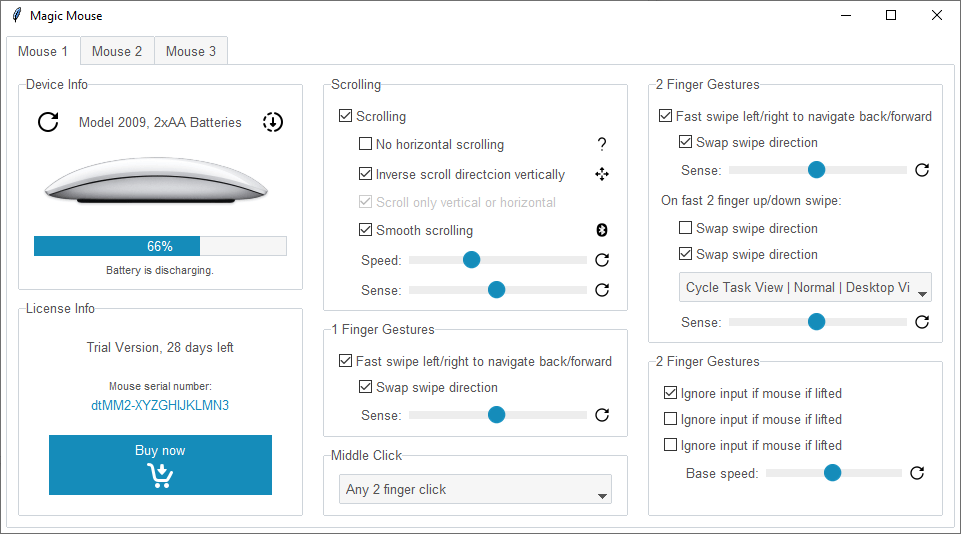 Magic Mouse
Mouse 1
Mouse 2
Mouse 3
Device Info
Model 2009, 2xAA Batteries
66%
Battery is discharging.
License Info
Trial Version, 28 days left
Mouse serial number:
dtMM2-XYZGHIJKLMN3
Buy now
Scrolling
Scrolling
No horizontal scrolling
?
Inverse scroll directcion vertically
Scroll only vertical or horizontal
Smooth scrolling
Speed:
Sense:
1 Finger Gestures
Fast swipe left/right to navigate back/forward
Swap swipe direction
Sense:
Middle Click
Any 2 finger click
2 Finger Gestures
Fast swipe left/right to navigate back/forward
Swap swipe direction
Sense:
On fast 2 finger up/down swipe:
Swap swipe direction
Swap swipe direction
Cycle Task View | Normal | Desktop Vi
Sense:
2 Finger Gestures
Ignore input if mouse if lifted
Ignore input if mouse if lifted
Ignore input if mouse if lifted
Base speed: